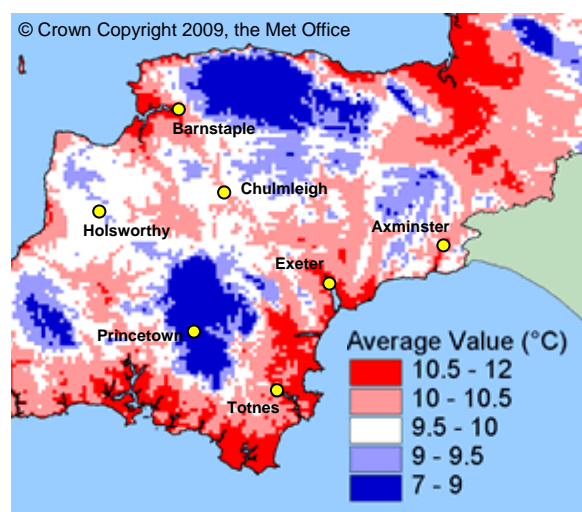 © Crown Copyright 2009, the Met Office
Barnstaple
Chulmleigh
Holsworthy
Axminster
Exeter
Princetown
Totnes
Average Value (°C)
10.5 - 12
10 - 10.5
9.5 - 10
9 - 9.5
7 - 9